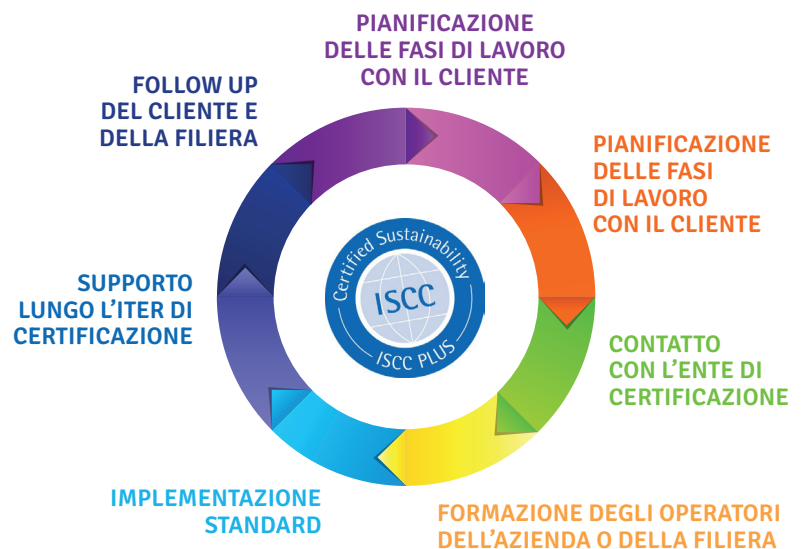 PIANIFICAZIONE
DELLE FASI DI LAVORO
CON IL CLIENTE
PIANIFICAZIONE
DELLE FASI
DI LAVORO
CON IL CLIENTE
CONTATTO
CON L'ENTE DI
CERTIFICAZIONE
FORMAZIONE DEGLI OPERATORI
DELL'AZIENDA O DELLA FILIERA
IMPLEMENTAZIONE
STANDARD
SUPPORTO
LUNGO L'ITER DI
CERTIFICAZIONE
FOLLOW UP
DEL CLIENTE E
DELLA FILIERA
Certified Sustainability
ISCC
ISCC PLUS